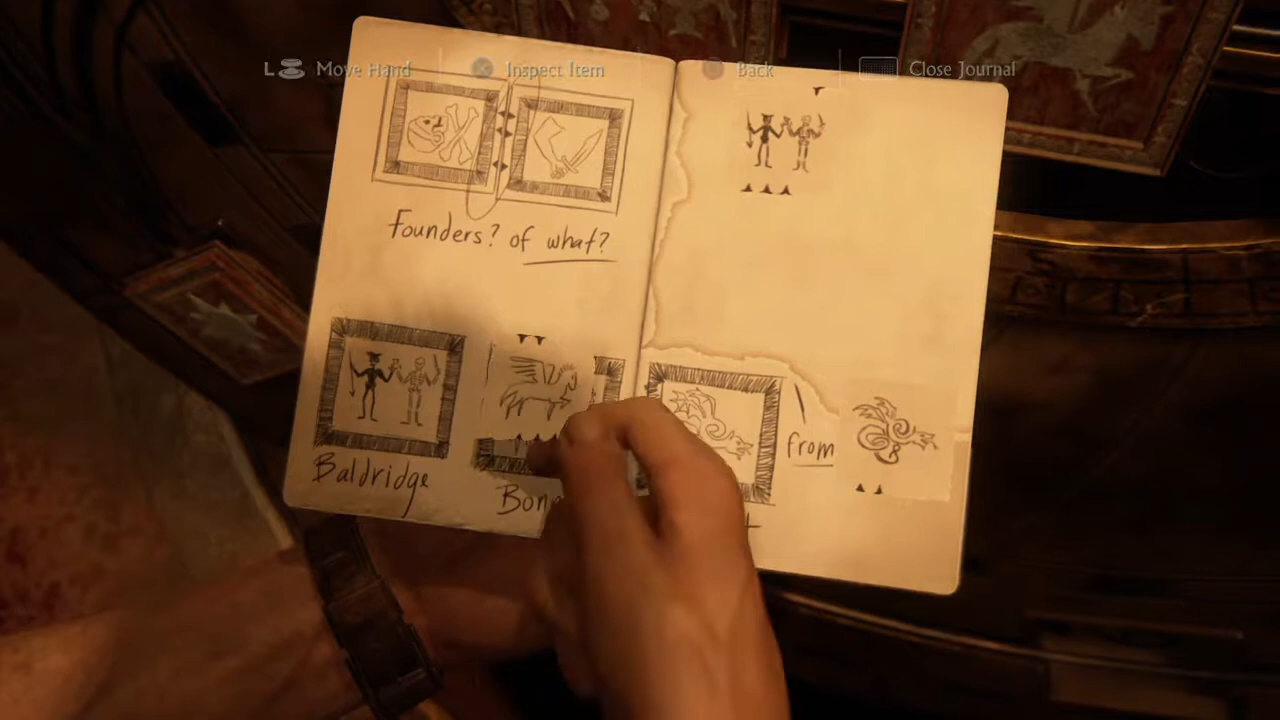 L Move Hand
Inspect Item
Back
Close Journal
Founders? of what?
from
Baldridge